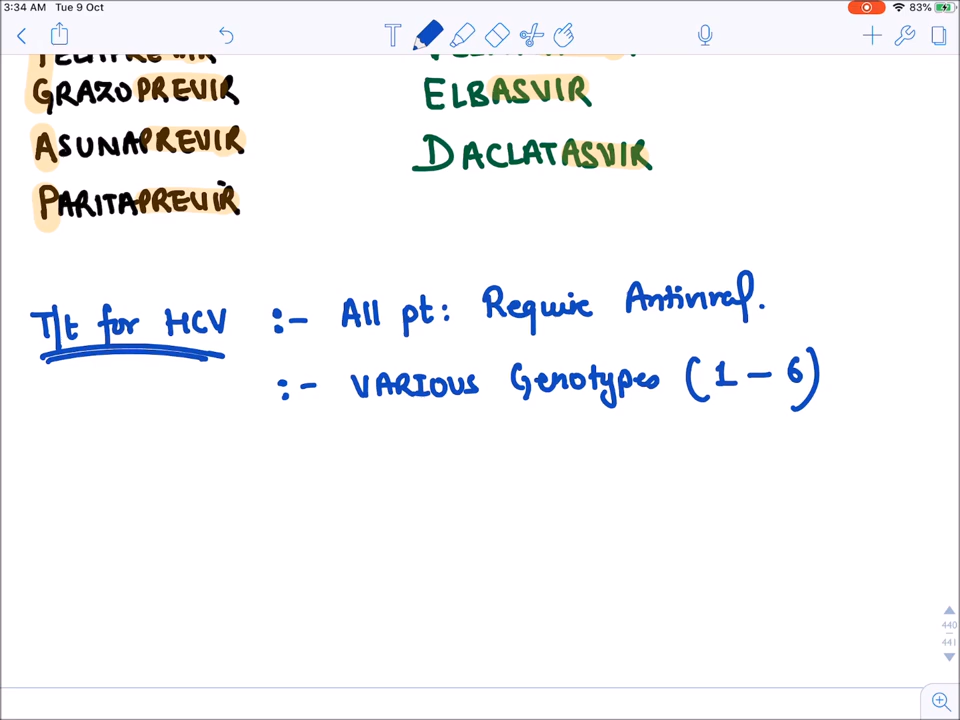 3:34 AM Tue 9 Oct 83%
T
GRAZOPREVIR ELBASVIR
ASUNAPREVIR DACLATASVIR
PARITAPREVIR
T/t for HCV :- All pt: Require Antiviral.
:- VARIOUS Genotypes (1 - 6)
440
441